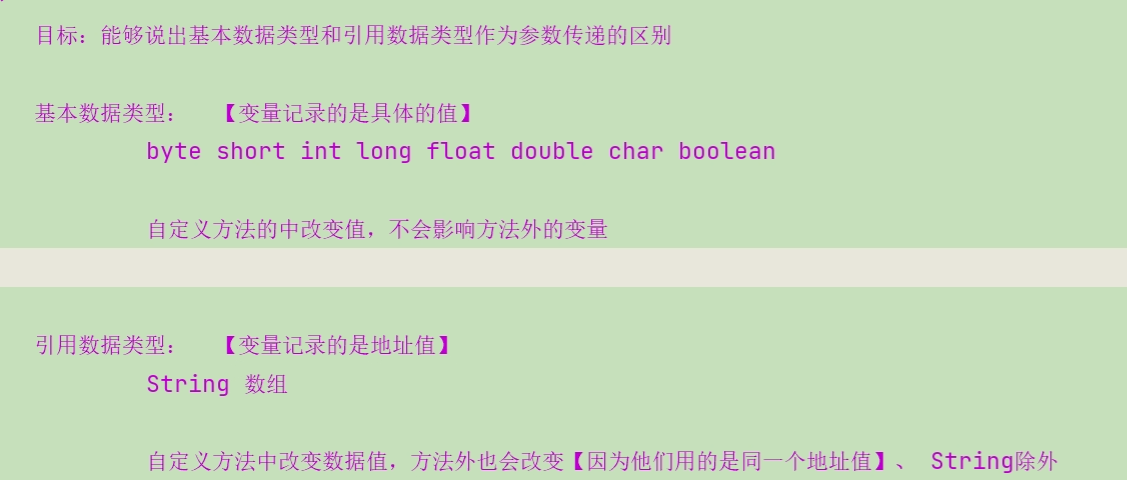 目标：能够说出基本数据类型和引用数据类型作为参数传递的区别
基本数据类型：  【变量记录的是具体的值】
byte short int long float double char boolean
自定义方法的中改变值，不会影响方法外的变量
引用数据类型：  【变量记录的是地址值】
String 数组
自定义方法中改变数据值，方法外也会改变【因为他们用的是同一个地址值】、 String除外